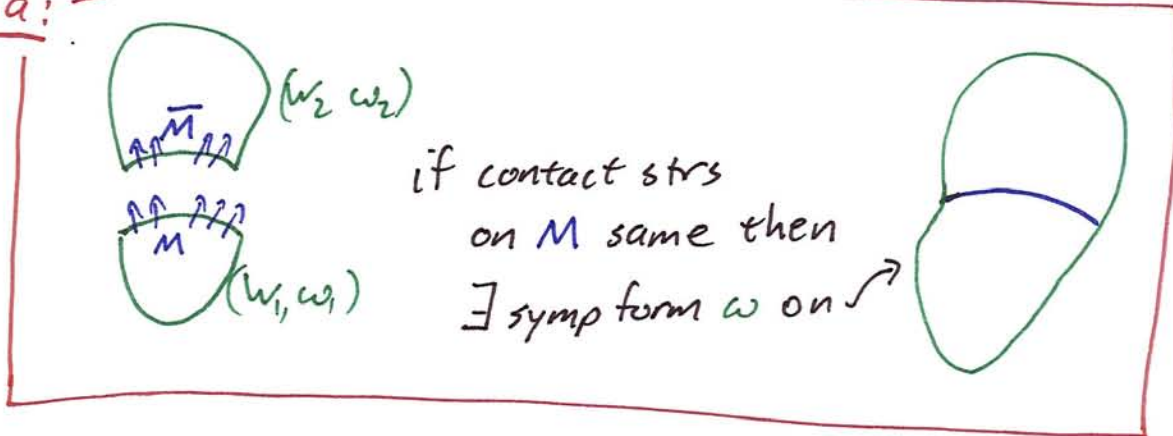 a:
(W₂ ω₂)
M̄
if contact strs
on M same then
M
(W₁, ω₁)
∃ symp form ω on